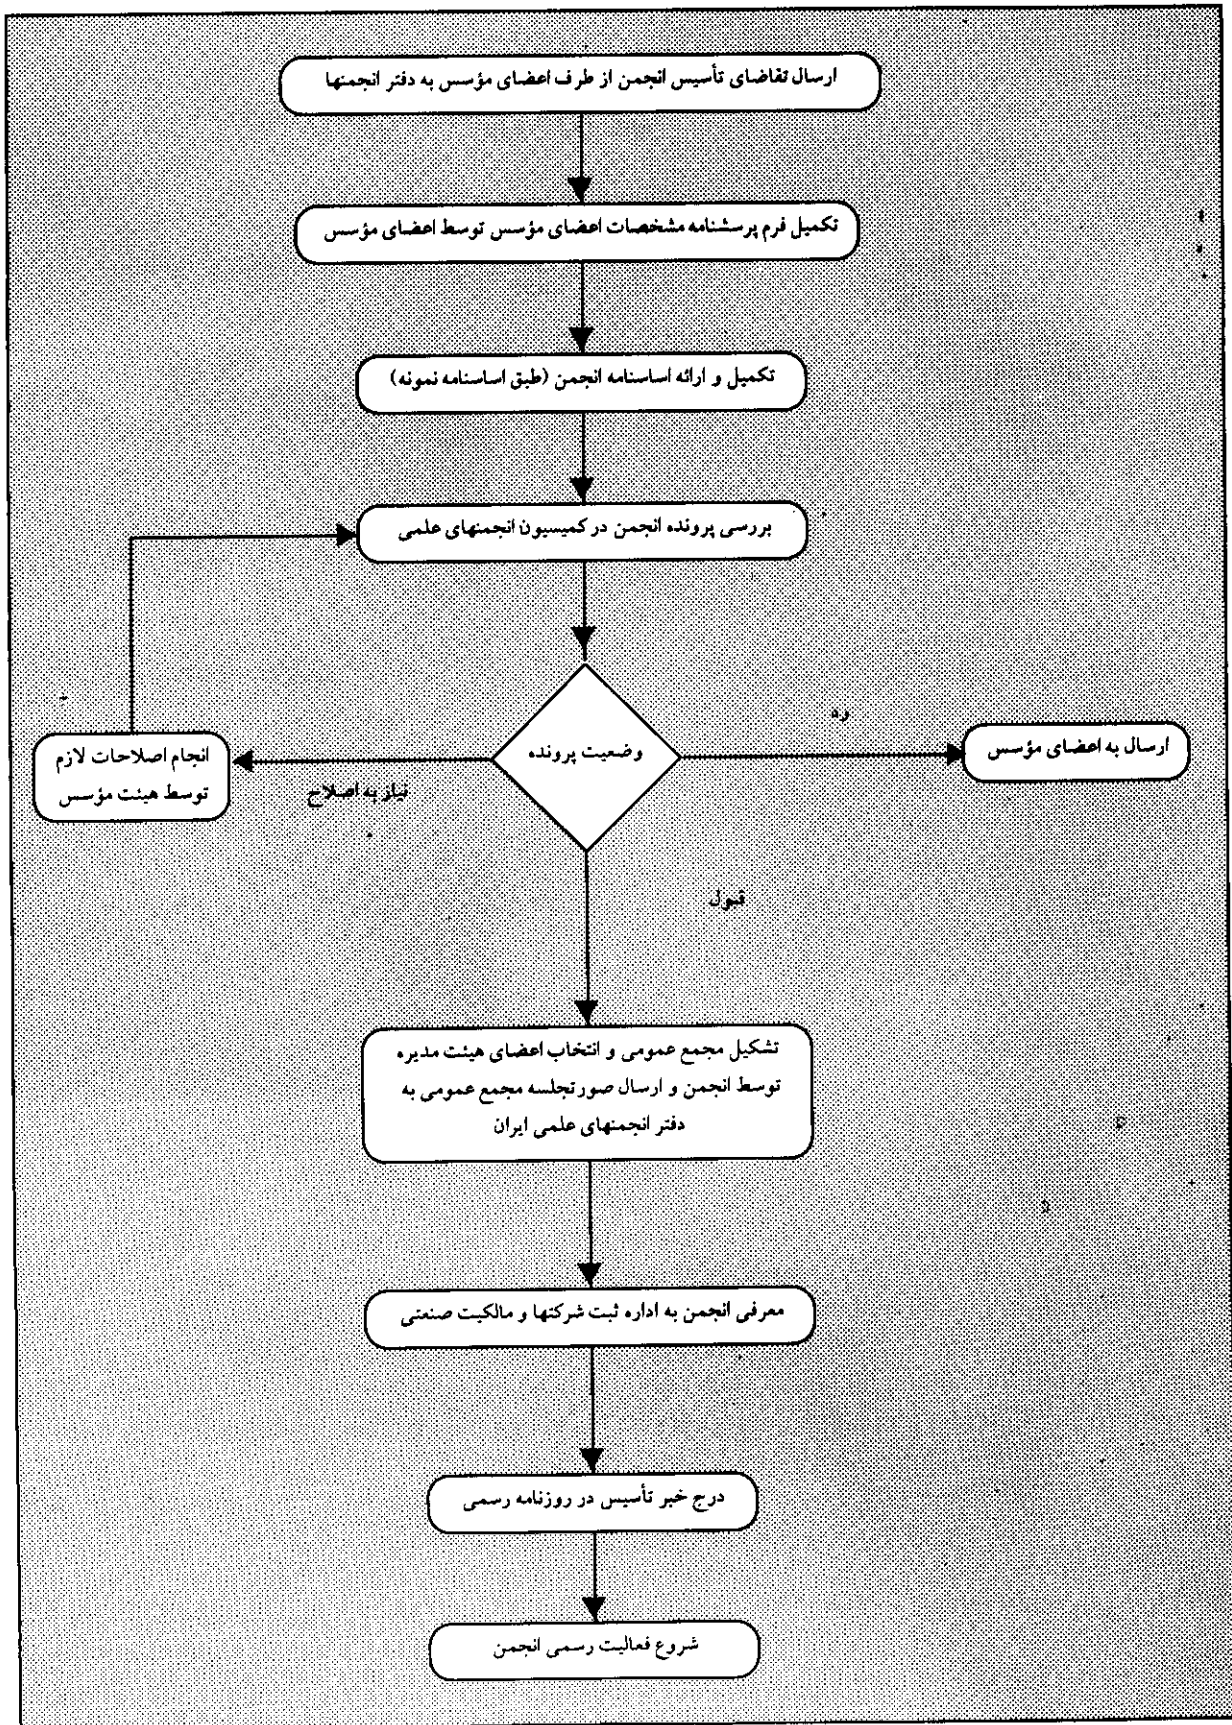 ارسال تقاضای تأسیس انجمن از طرف اعضای مؤسس به دفتر انجمنها
تکمیل فرم پرسشنامه مشخصات اعضای مؤسس توسط اعضای مؤسس
تکمیل و ارائه اساسنامه انجمن (طبق اساسنامه نمونه)
بررسی پرونده انجمن در کمیسیون انجمنهای علمی
وضعیت پرونده
رد
ارسال به اعضای مؤسس
نیاز به اصلاح
انجام اصلاحات لازم
توسط هیئت مؤسس
قبول
تشکیل مجمع عمومی و انتخاب اعضای هیئت مدیره
توسط انجمن و ارسال صورتجلسه مجمع عمومی به
دفتر انجمنهای علمی ایران
معرفی انجمن به اداره ثبت شرکتها و مالکیت صنعتی
درج خبر تأسیس در روزنامه رسمی
شروع فعالیت رسمی انجمن